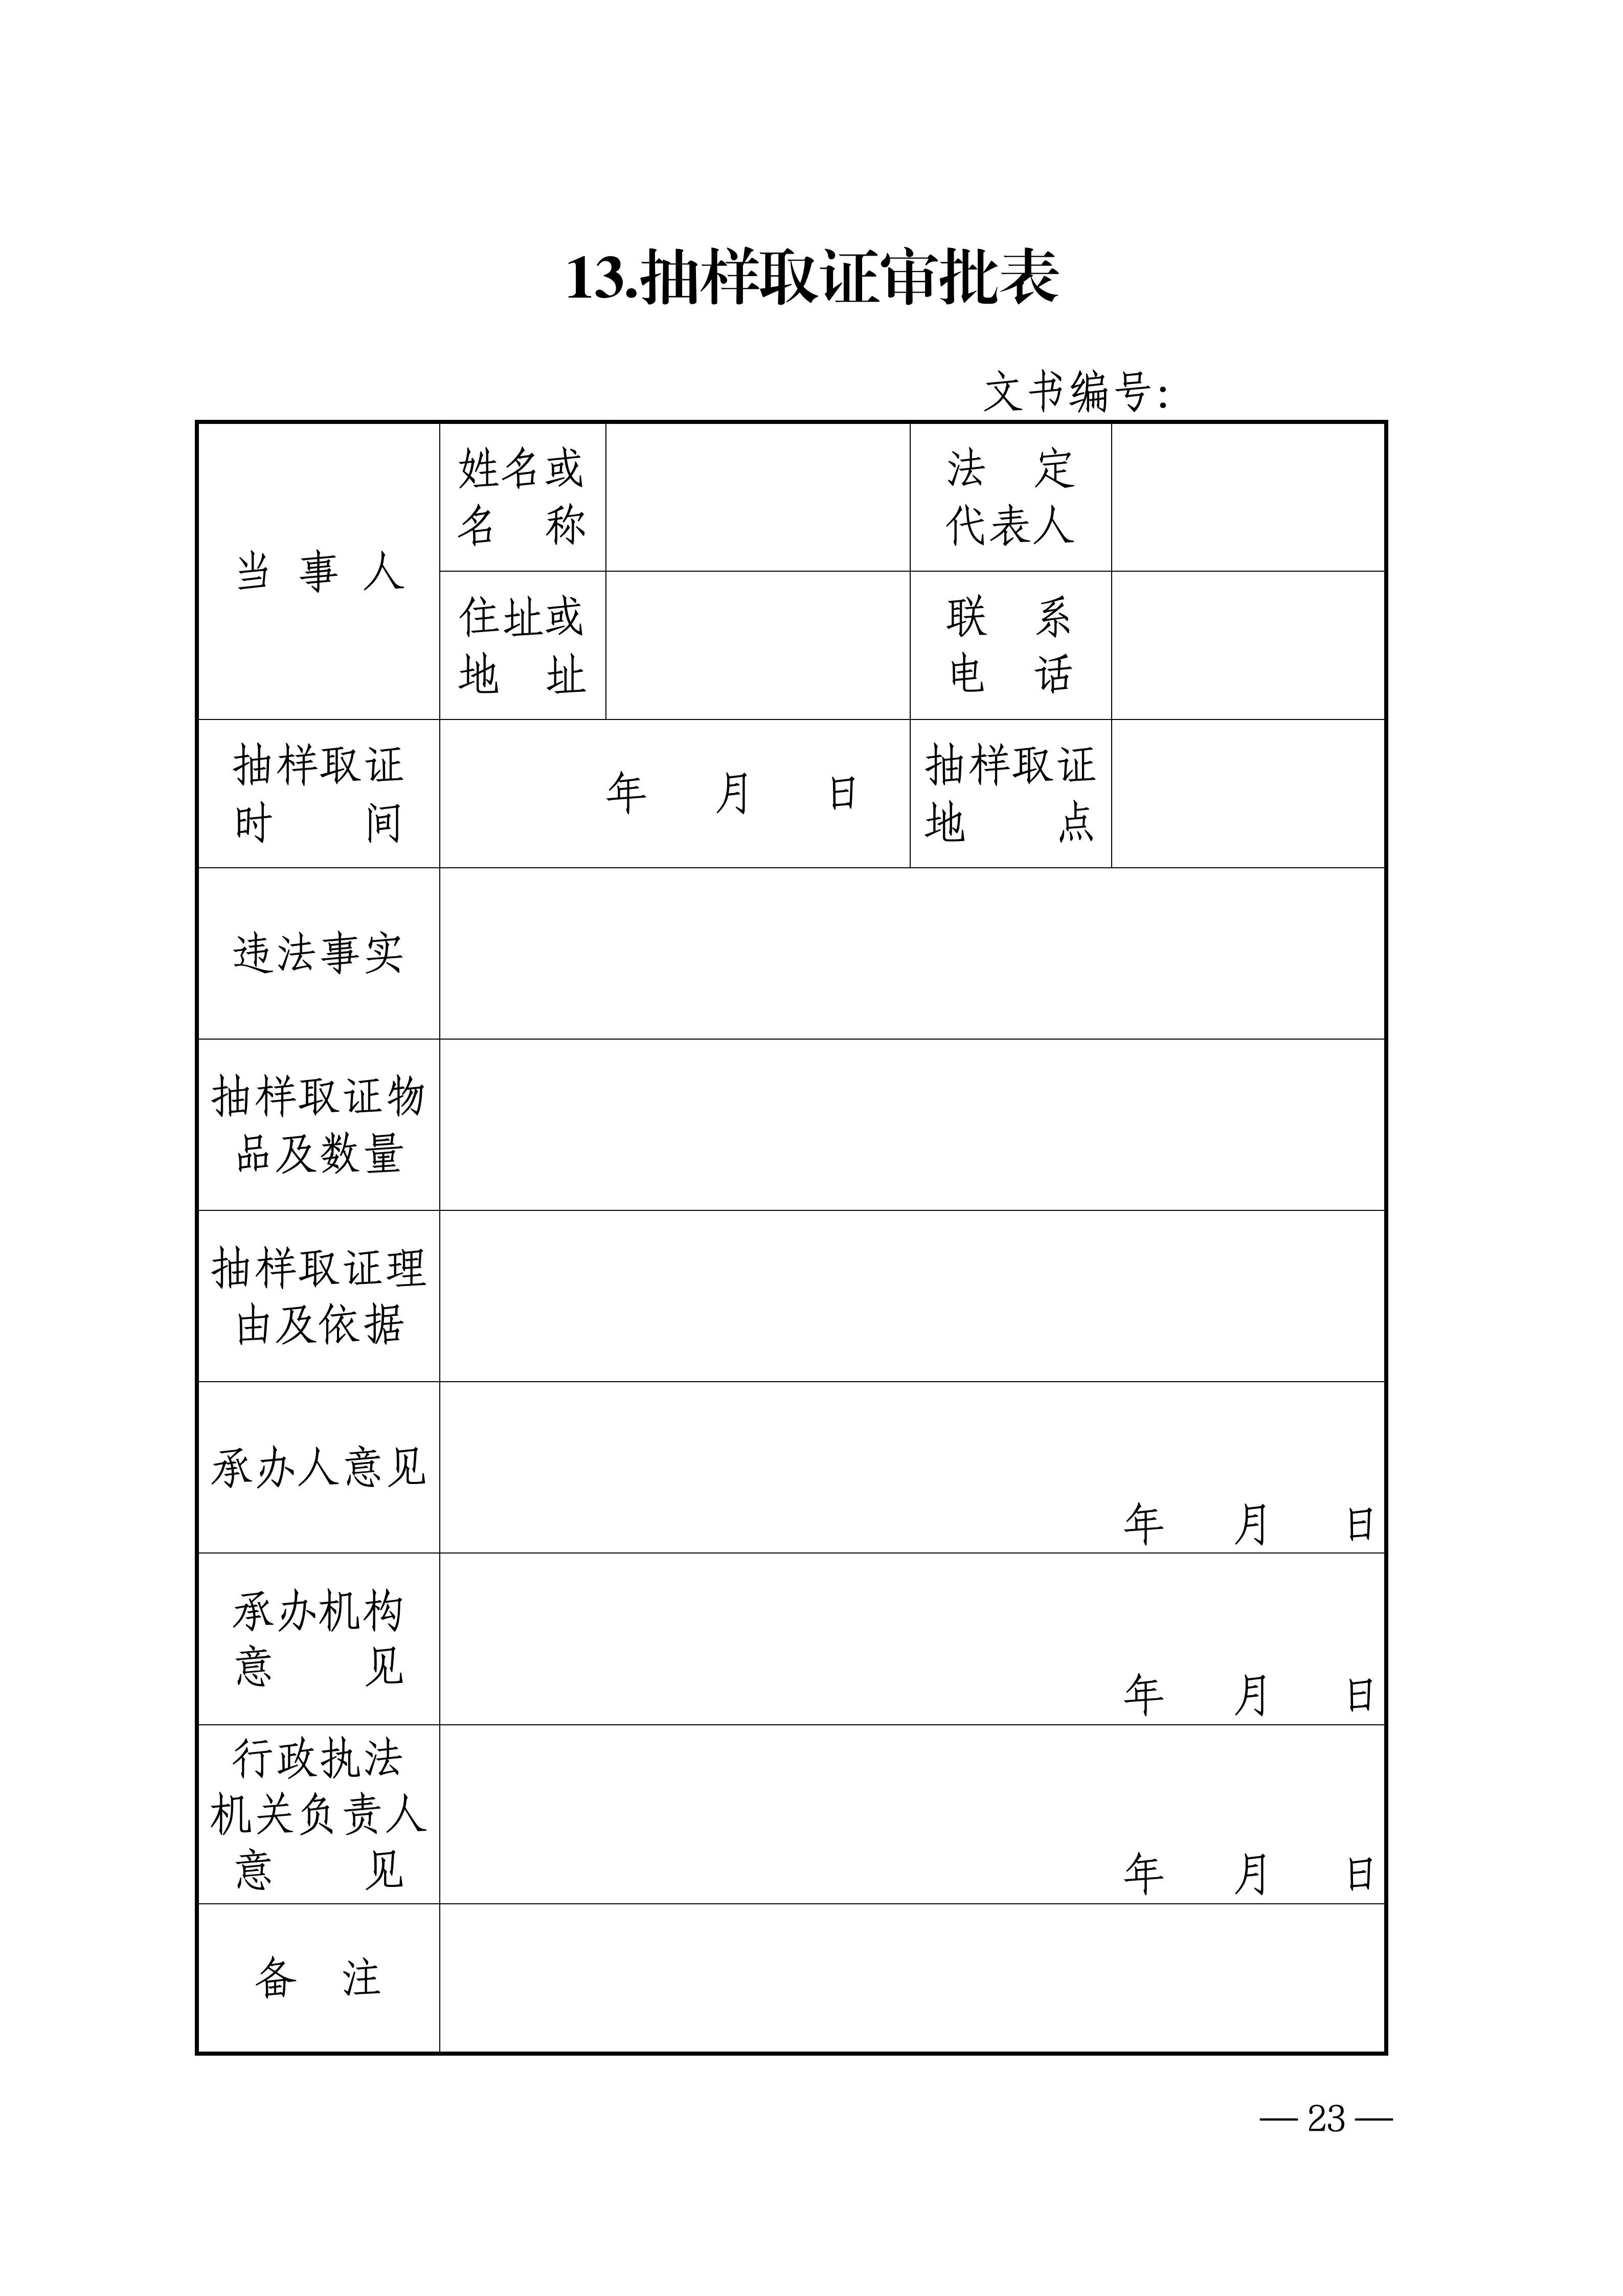 13.抽样取证审批表
文书编号:
当 事 人
姓名或
名 称
法 定
代表人
住址或
地 址
联 系
电 话
抽样取证
时 间
年 月 日
抽样取证
地 点
违法事实
抽样取证物
品及数量
抽样取证理
由及依据
承办人意见
年 月 日
承办机构
意 见
年 月 日
行政执法
机关负责人
意 见
年 月 日
备 注
— 23 —